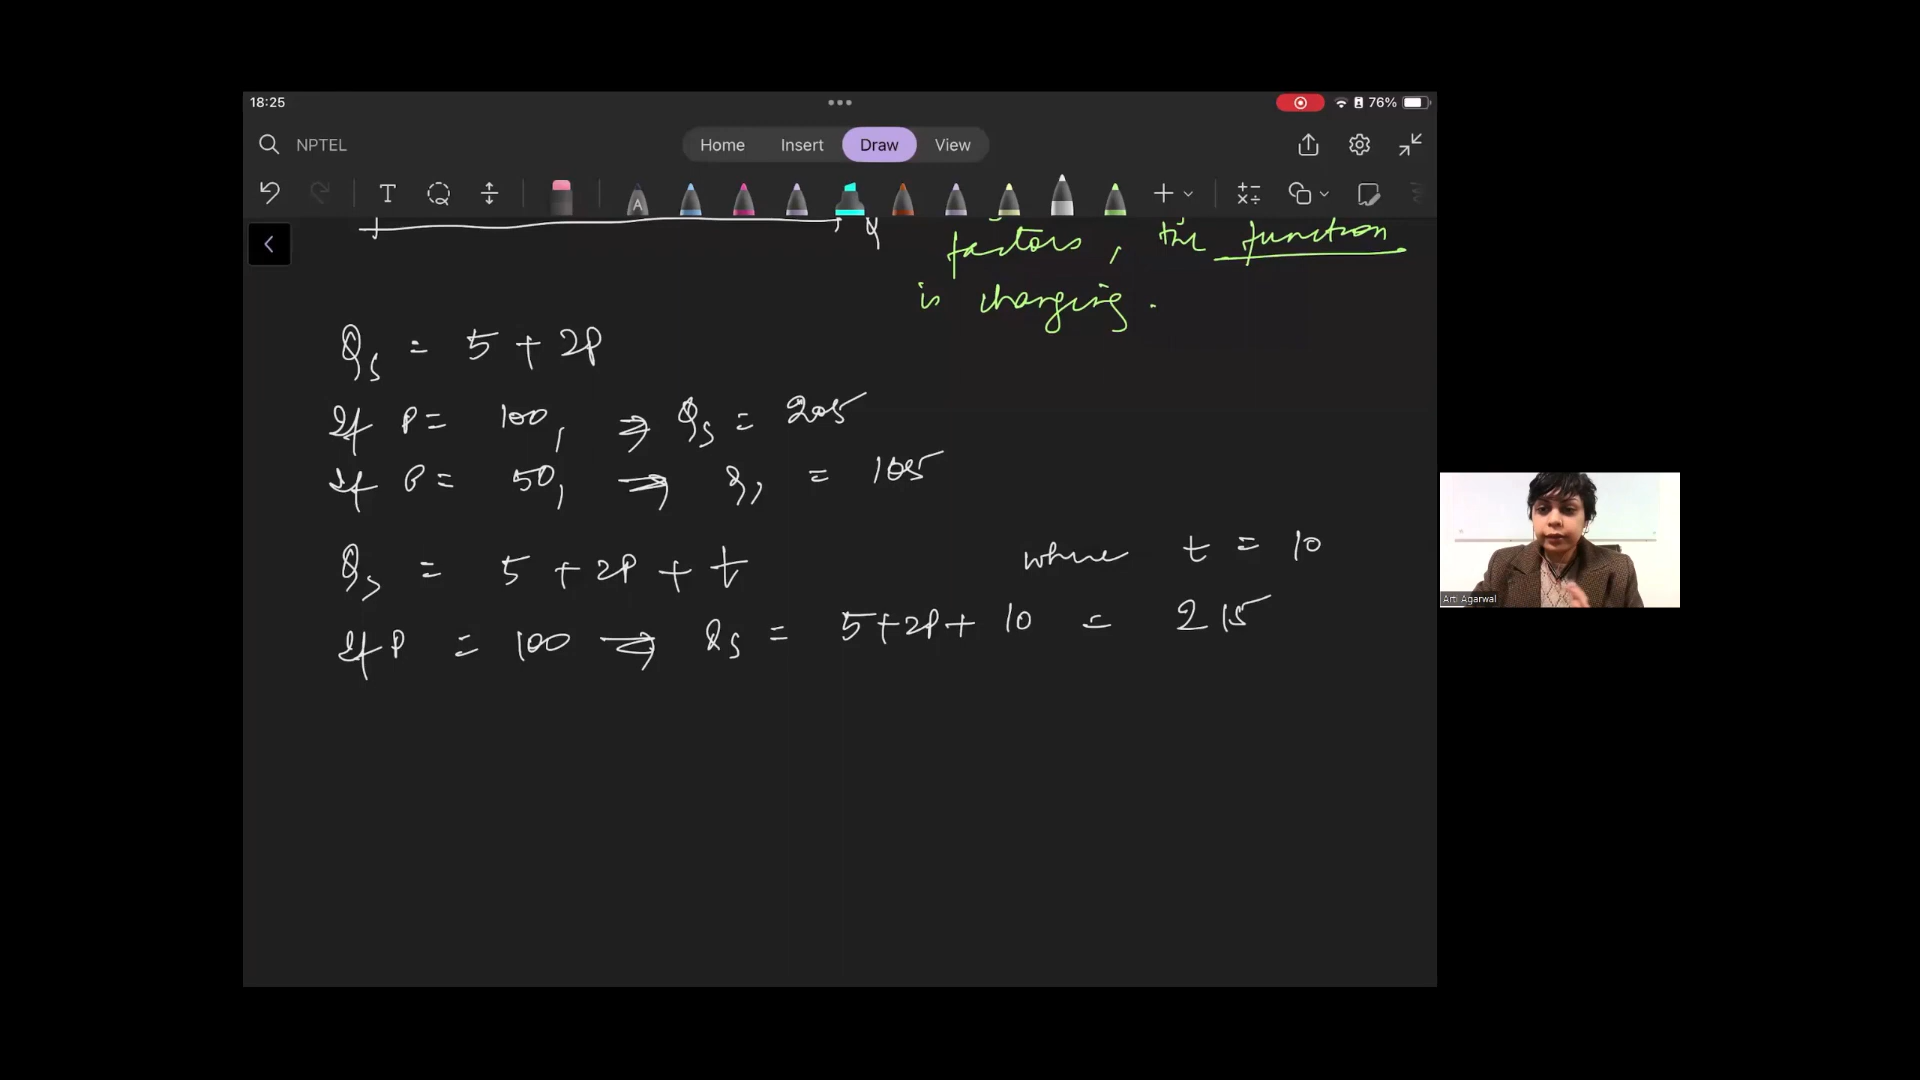 18:25
76%
NPTEL
Home Insert Draw View
factors, the function
is changing.
Qs = 5 + 2P
If P = 100, ⇒ Qs = 205
If P = 50, ⇒ Qs = 105
Qs = 5 + 2P + t where t = 10
If P = 100 ⇒ Qs = 5+2P+ 10 = 215
Arti Agarwal